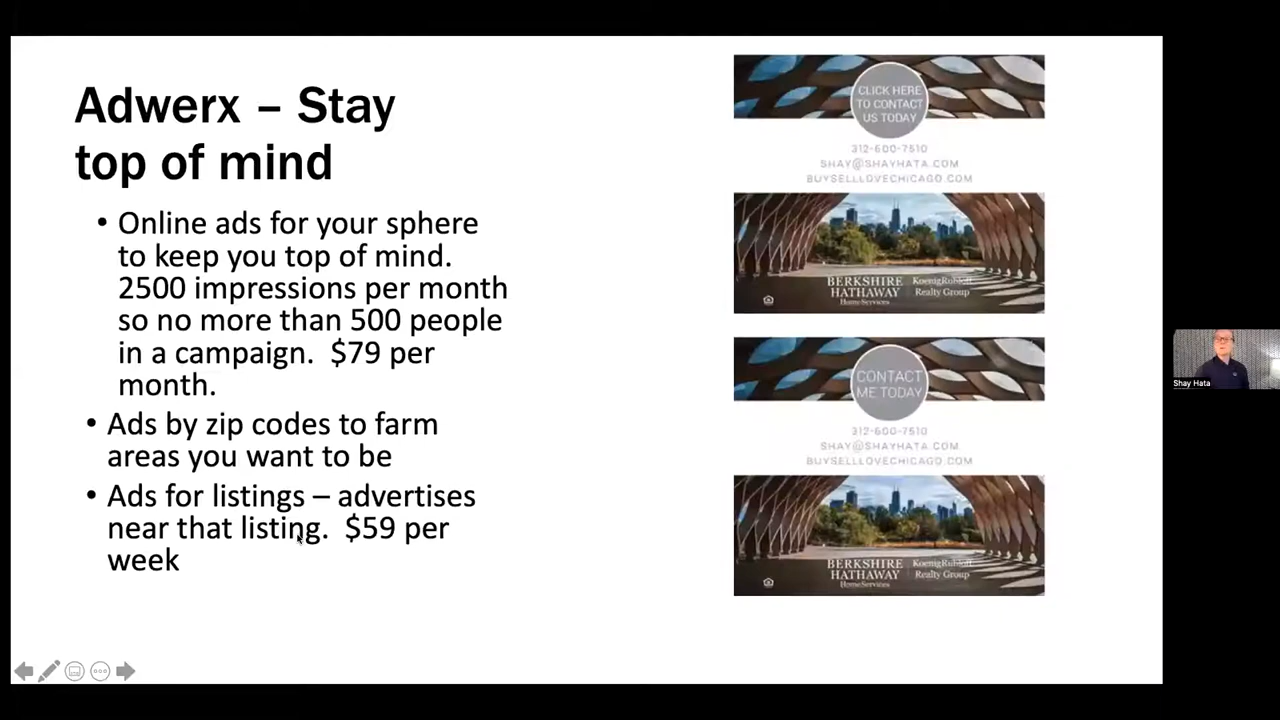 Adwerx – Stay
top of mind
• Online ads for your sphere
to keep you top of mind.
2500 impressions per month
so no more than 500 people
in a campaign.  $79 per
month.
• Ads by zip codes to farm
areas you want to be
• Ads for listings – advertises
near that listing.  $59 per
week
CLICK HERE
TO CONTACT
US TODAY
312-600-7510
SHAY@SHAYHATA.COM
BUYSELLLOVECHICAGO.COM
BERKSHIRE
HATHAWAY
HomeServices
KoenigRubloff
Realty Group
CONTACT
ME TODAY
312-600-7510
SHAY@SHAYHATA.COM
BUYSELLLOVECHICAGO.COM
BERKSHIRE
HATHAWAY
HomeServices
KoenigRubloff
Realty Group
Shay Hata